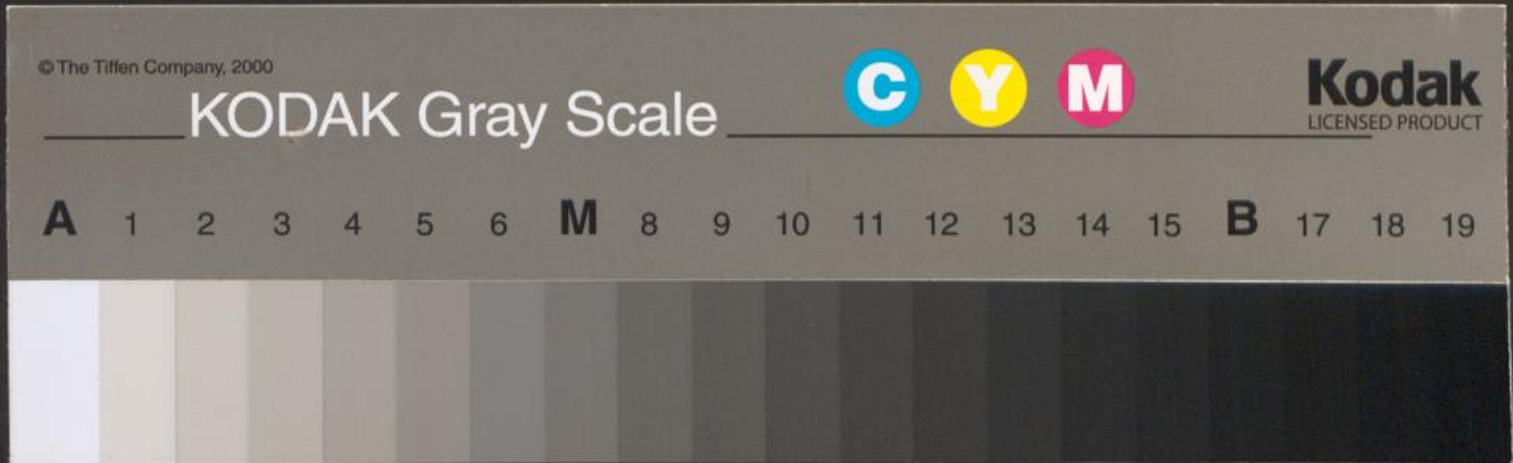 © The Tiffen Company, 2000
KODAK Gray Scale
C Y M
Kodak
LICENSED PRODUCT
A 1 2 3 4 5 6 M 8 9 10 11 12 13 14 15 B 17 18 19